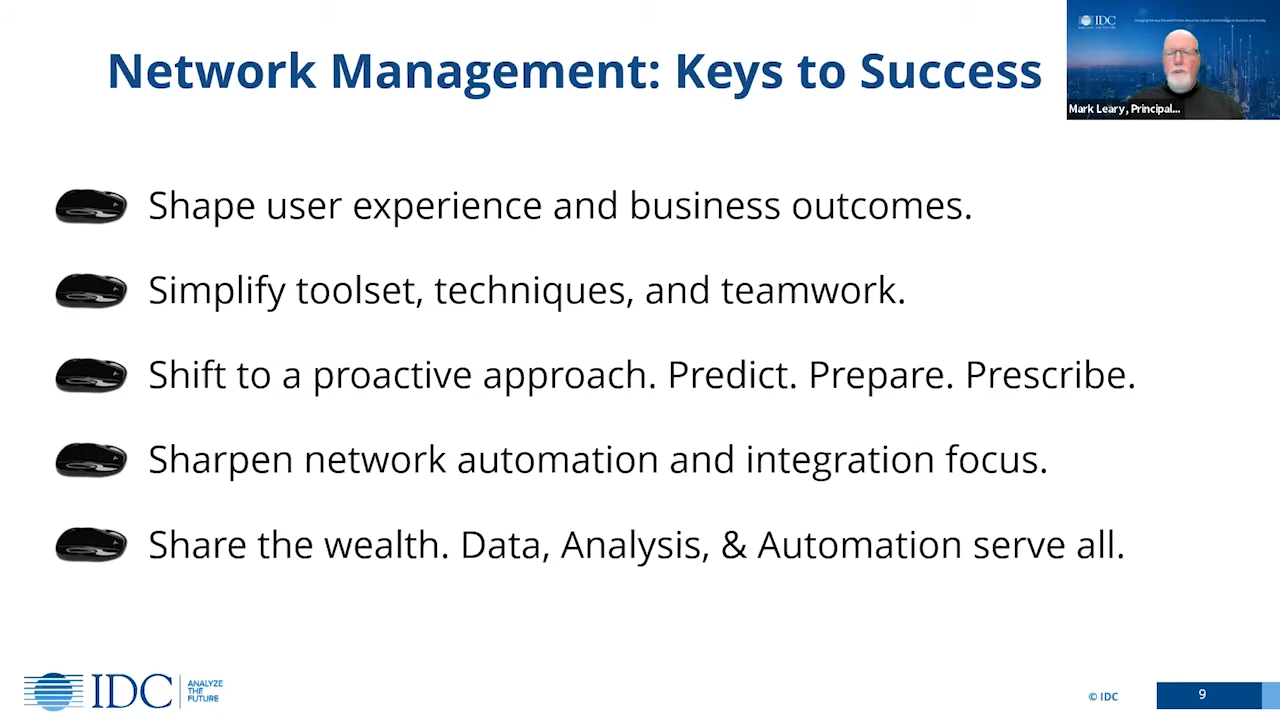 Network Management: Keys to Success
IDC
Mark Leary, Principal...
Shape user experience and business outcomes.
Simplify toolset, techniques, and teamwork.
Shift to a proactive approach. Predict. Prepare. Prescribe.
Sharpen network automation and integration focus.
Share the wealth. Data, Analysis, & Automation serve all.
IDC
ANALYZE
THE
FUTURE
© IDC
9